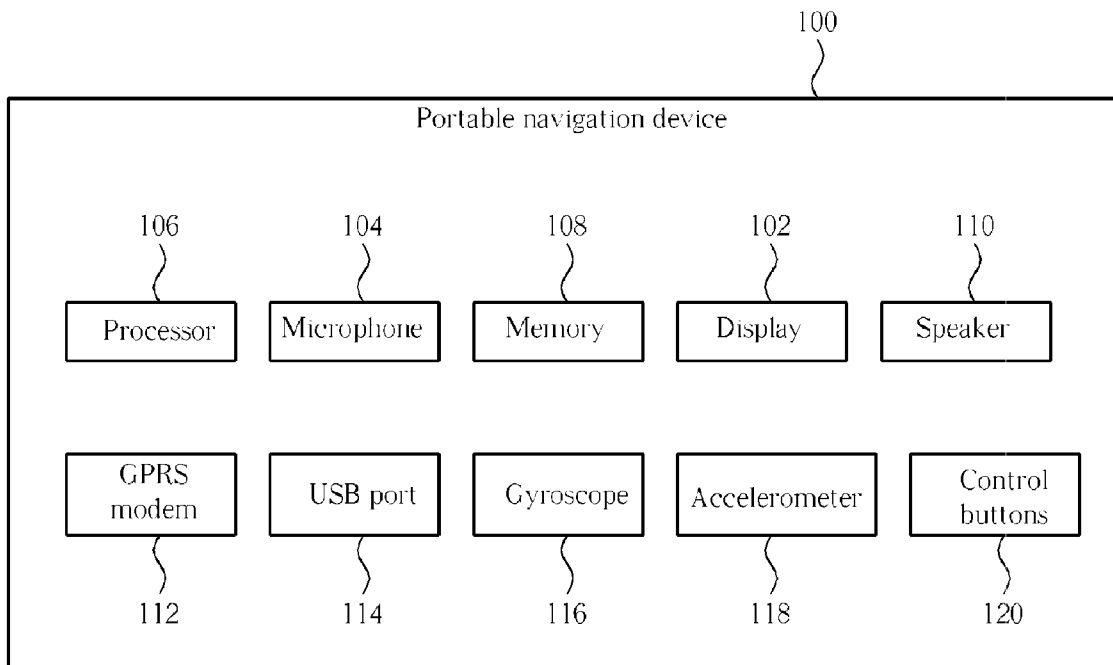 100
Portable navigation device
106 104 108 102 110
Processor Microphone Memory Display Speaker
GPRS modem USB port Gyroscope Accelerometer Control buttons
112 114 116 118 120